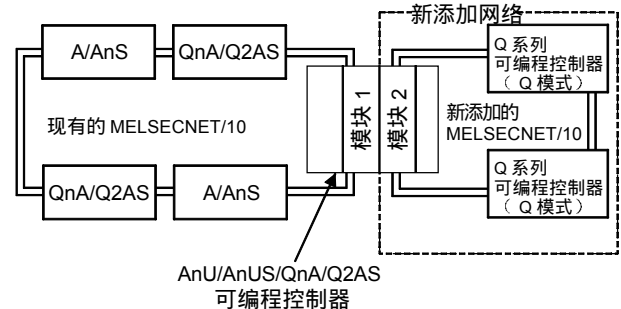 新添加网络
A/AnS
QnA/Q2AS
Q 系列
可编程控制器
（ Q 模式）
现有的 MELSECNET/10
模块 1
模块 2
新添加的
MELSECNET/10
QnA/Q2AS
A/AnS
Q 系列
可编程控制器
（ Q 模式）
AnU/AnUS/QnA/Q2AS
可编程控制器